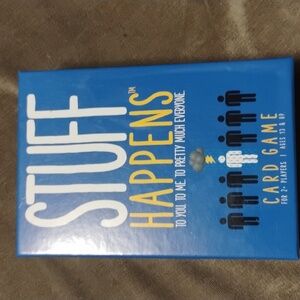 STUFF
HAPPENS™
TO YOU TO ME TO PRETTY MUCH EVERYONE.
CARD GAME
FOR 2+ PLAYERS | AGES 13 & UP